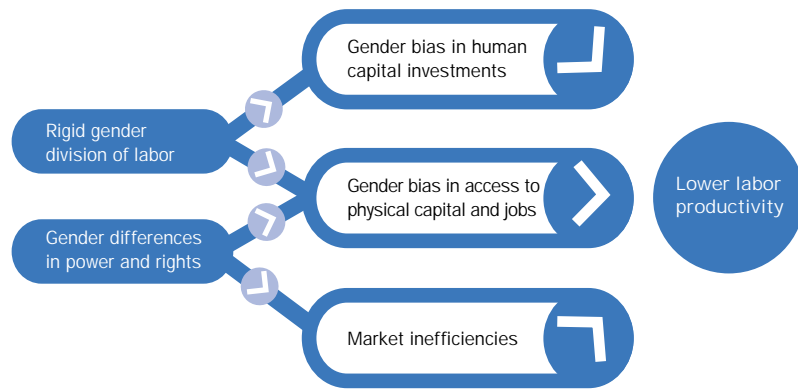 Gender bias in human
capital investments
Rigid gender
division of labor
Gender bias in access to
physical capital and jobs
Lower labor
productivity
Gender differences
in power and rights
Market inefficiencies